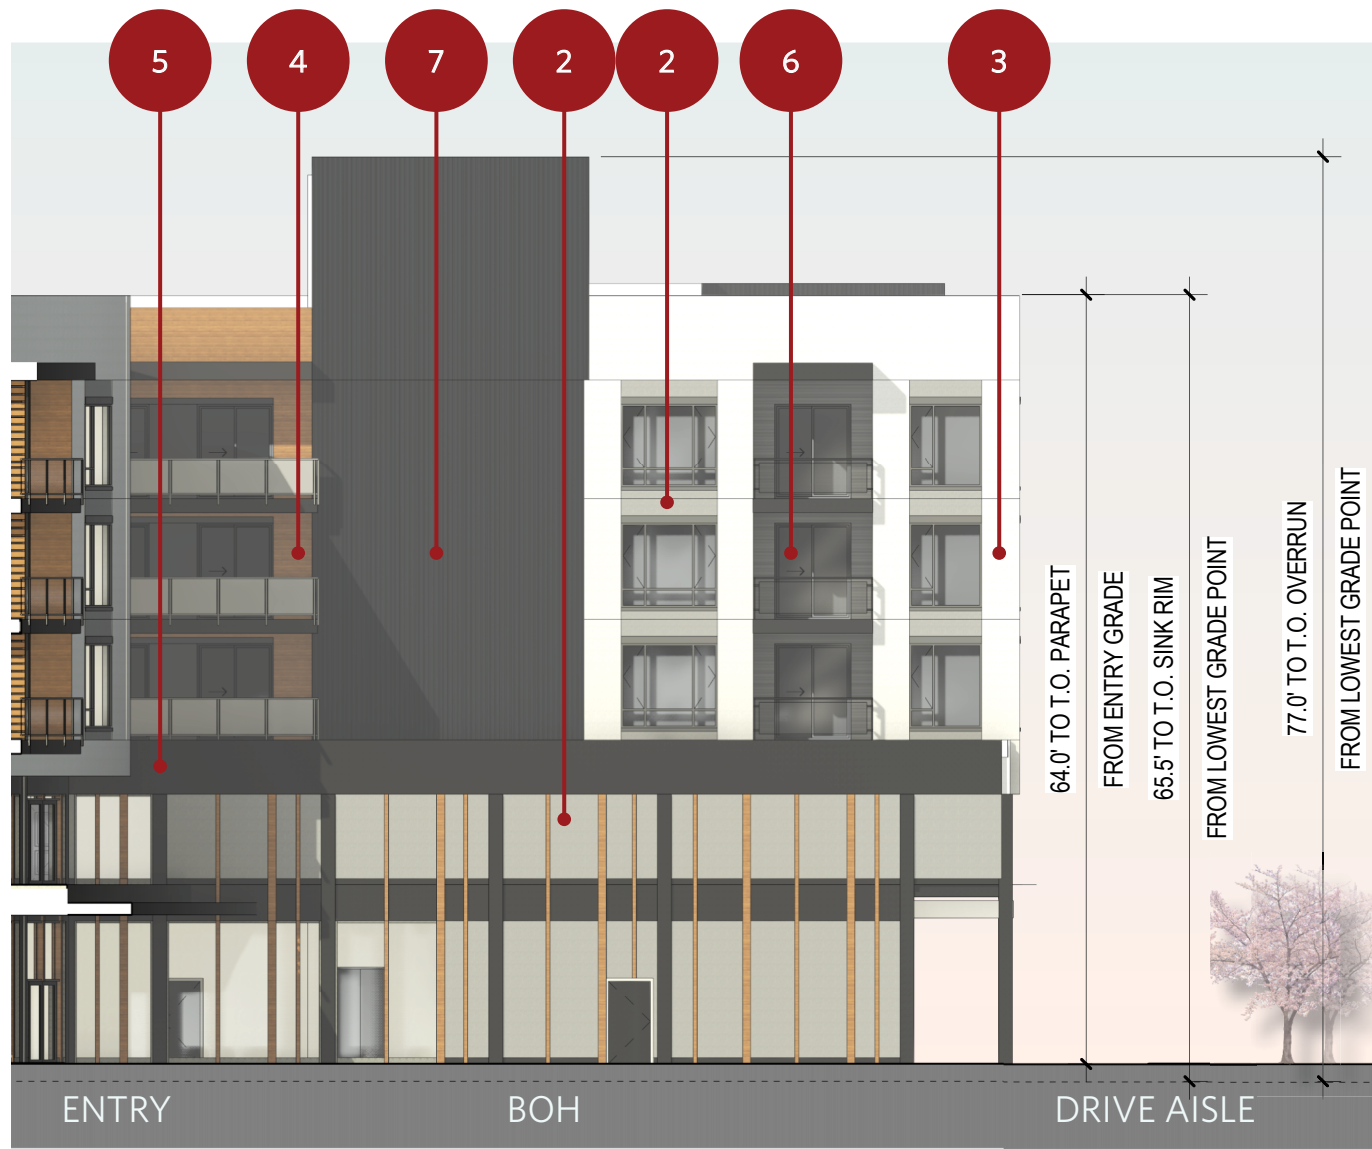 5
4
7
2
2
6
3
64.0' TO T.O. PARAPET
FROM ENTRY GRADE
65.5' TO T.O. SINK RIM
FROM LOWEST GRADE POINT
77.0' TO T.O. OVERRUN
FROM LOWEST GRADE POINT
ENTRY
BOH
DRIVE AISLE